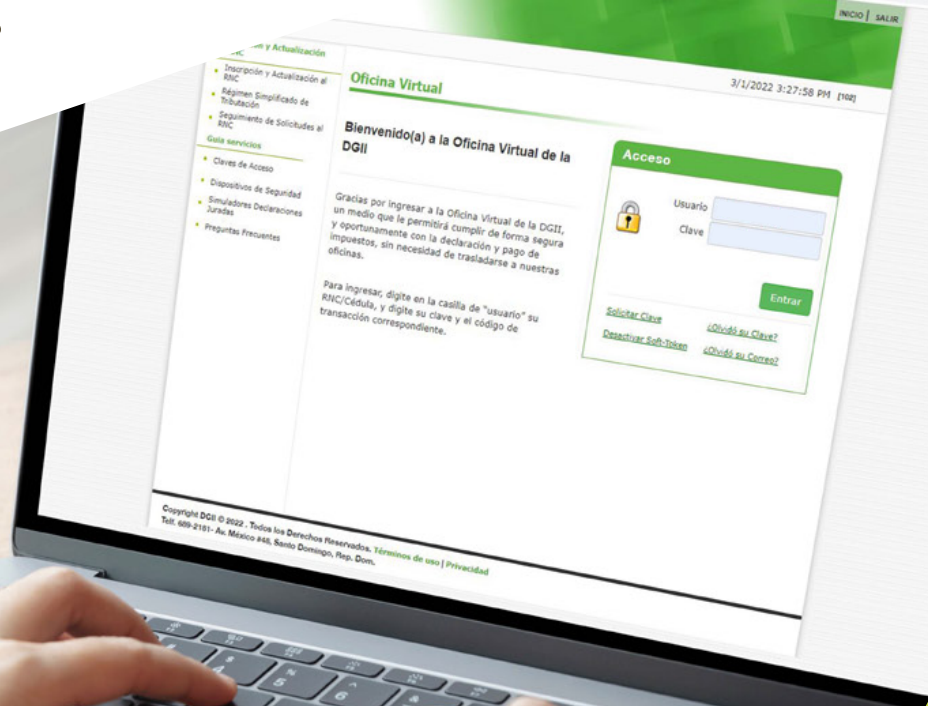 INICIO | SALIR
3/1/2022 3:27:58 PM [102]
y Actualización
Inscripción y Actualización al
RNC
Régimen Simplificado de
Tributación
Seguimiento de Solicitudes al
RNC
Guía servicios
Claves de Acceso
Dispositivos de Seguridad
Simuladores Declaraciones
Juradas
Preguntas Frecuentes
Oficina Virtual
Bienvenido(a) a la Oficina Virtual de la
DGII
Gracias por ingresar a la Oficina Virtual de la DGII,
un medio que le permitirá cumplir de forma segura
y oportunamente con la declaración y pago de
impuestos, sin necesidad de trasladarse a nuestras
oficinas.
Para ingresar, digite en la casilla de "usuario" su
RNC/Cédula, y digite su clave y el código de
transacción correspondiente.
Acceso
Usuario
Clave
Entrar
Solicitar Clave
¿Olvidó su Clave?
Desactivar Soft-Token
¿Olvidó su Correo?
Copyright DGII © 2022 . Todos los Derechos Reservados. Términos de uso | Privacidad
Telf. 689-2181- Av. México #48, Santo Domingo, Rep. Dom.